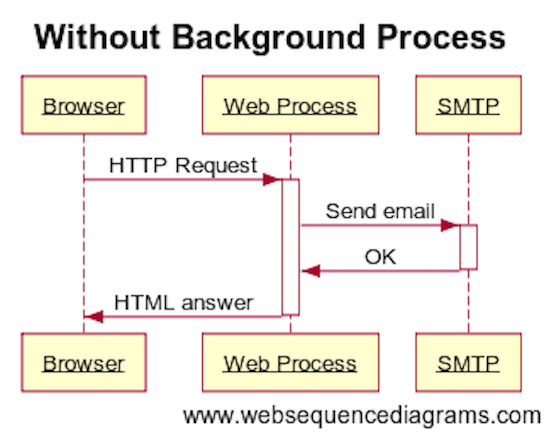 Without Background Process
Browser
Web Process
SMTP
HTTP Request
Send email
OK
HTML answer
Browser
Web Process
SMTP
www.websequencediagrams.com